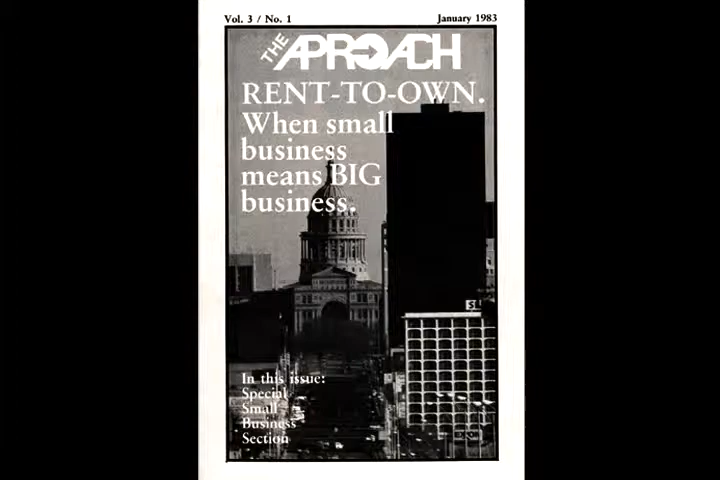 Vol. 3 / No. 1 January 1983
THE APROACH
RENT-TO-OWN.
When small
business
means BIG
business.
In this issue:
Special
Small
Business
Section